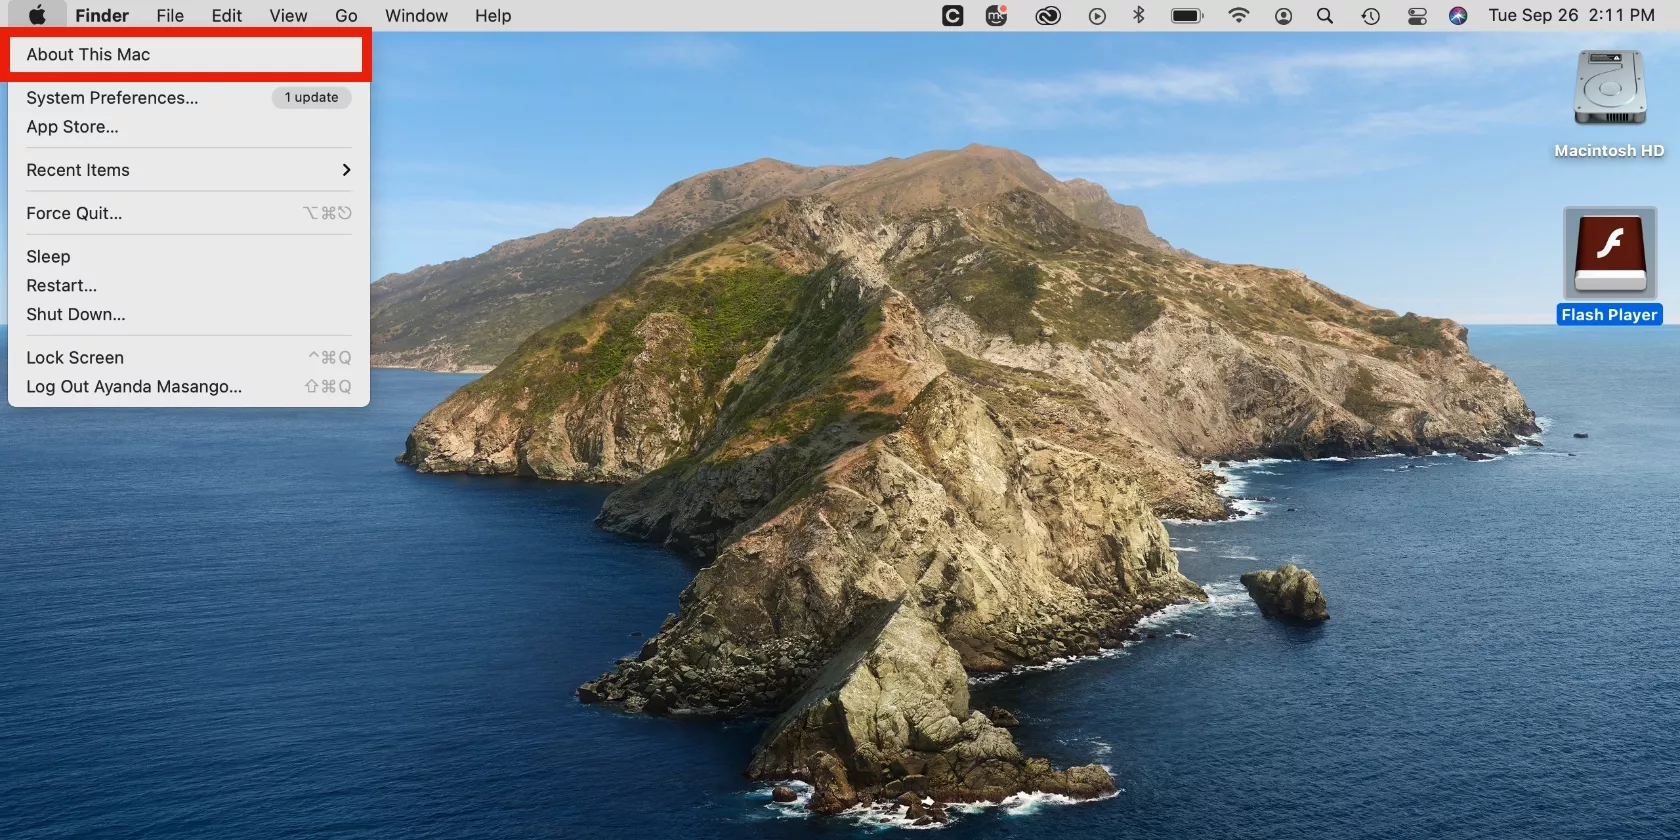 Finder File Edit View Go Window Help Tue Sep 26 2:11 PM
About This Mac
System Preferences... 1 update
App Store...
Recent Items
Force Quit... ⌥⌘⎋
Sleep
Restart...
Shut Down...
Lock Screen ^⌘Q
Log Out Ayanda Masango... ⇧⌘Q
Macintosh HD
Flash Player